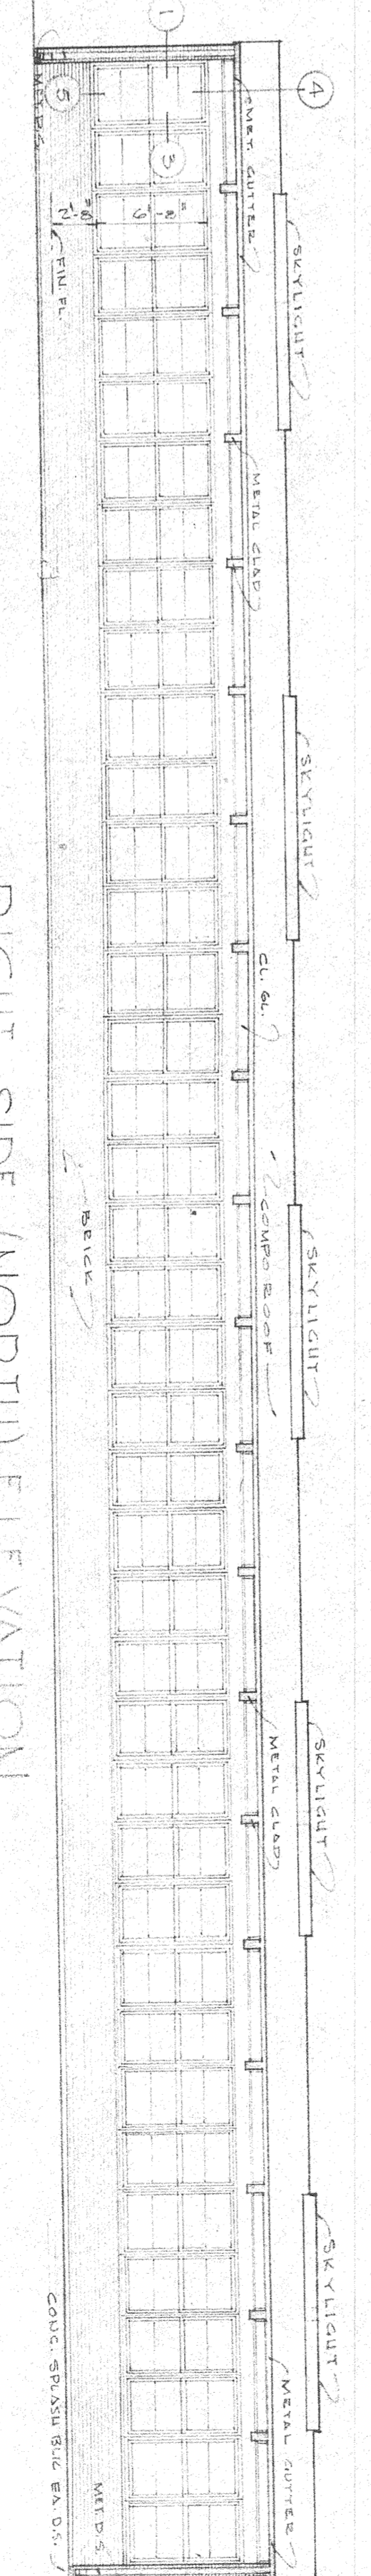 1
3
4
5
MET. GUTTER
SKYLIGHT
2'-8"
6'-8"
FIN. FL.
METAL CLAD
SKYLIGHT
CL. GL.
COMPO ROOF
SKYLIGHT
BRICK
RIGHT SIDE (NORTH) ELEVATION
METAL CLAD
SKYLIGHT
SKYLIGHT
METAL GUTTER
MET. D.S.
CONC. SPLASH BLK EA. D.S.